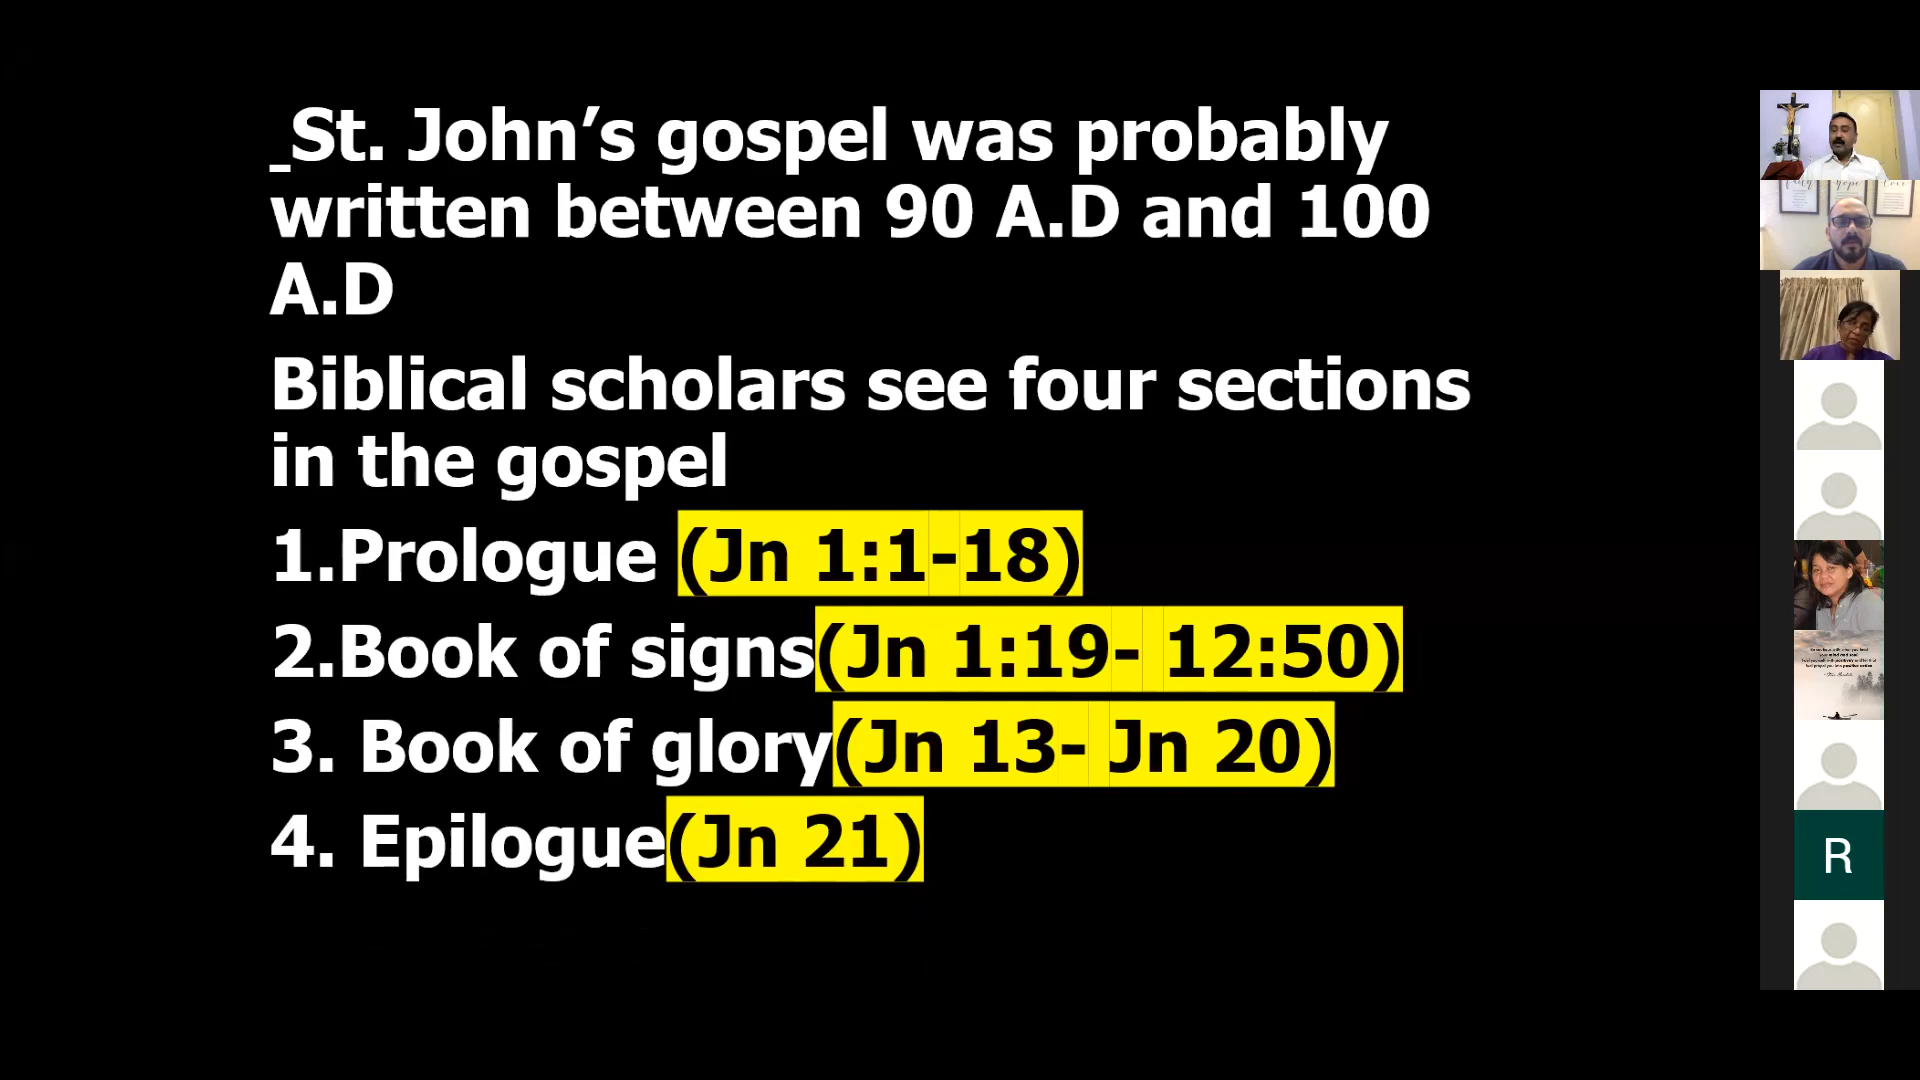 St. John’s gospel was probably
written between 90 A.D and 100
A.D
Biblical scholars see four sections
in the gospel
1.Prologue (Jn 1:1-18)
2.Book of signs(Jn 1:19- 12:50)
3. Book of glory(Jn 13- Jn 20)
4. Epilogue(Jn 21)
R